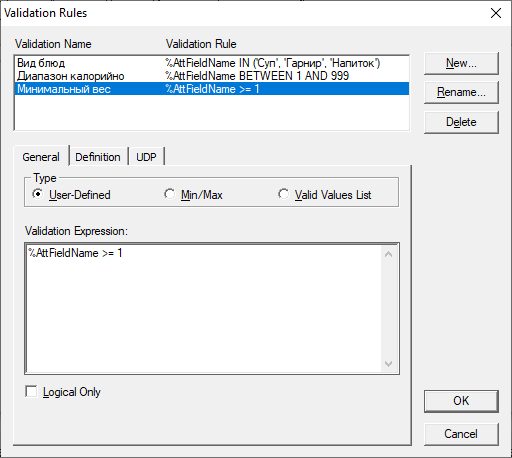 Validation Rules
Validation Name Validation Rule
Вид блюд %AttFieldName IN ('Суп', 'Гарнир', 'Напиток')
Диапазон калорийно %AttFieldName BETWEEN 1 AND 999
Минимальный вес %AttFieldName >= 1
New...
Rename...
Delete
General Definition UDP
Type
User-Defined Min/Max Valid Values List
Validation Expression:
%AttFieldName >= 1
Logical Only
OK
Cancel